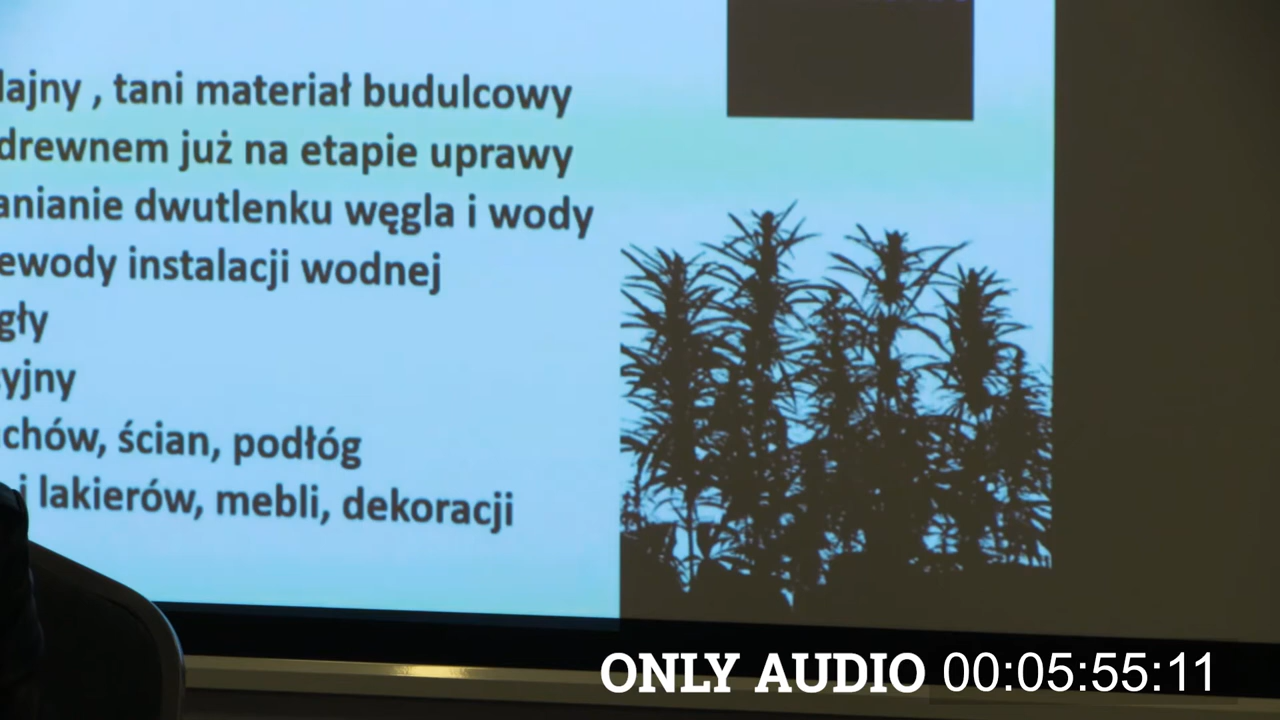 lajny , tani materiał budulcowy
drewnem już na etapie uprawy
anianie dwutlenku węgla i wody
ewody instalacji wodnej
gły
yjny
chów, ścian, podłóg
i lakierów, mebli, dekoracji
ONLY AUDIO 00:05:55:11